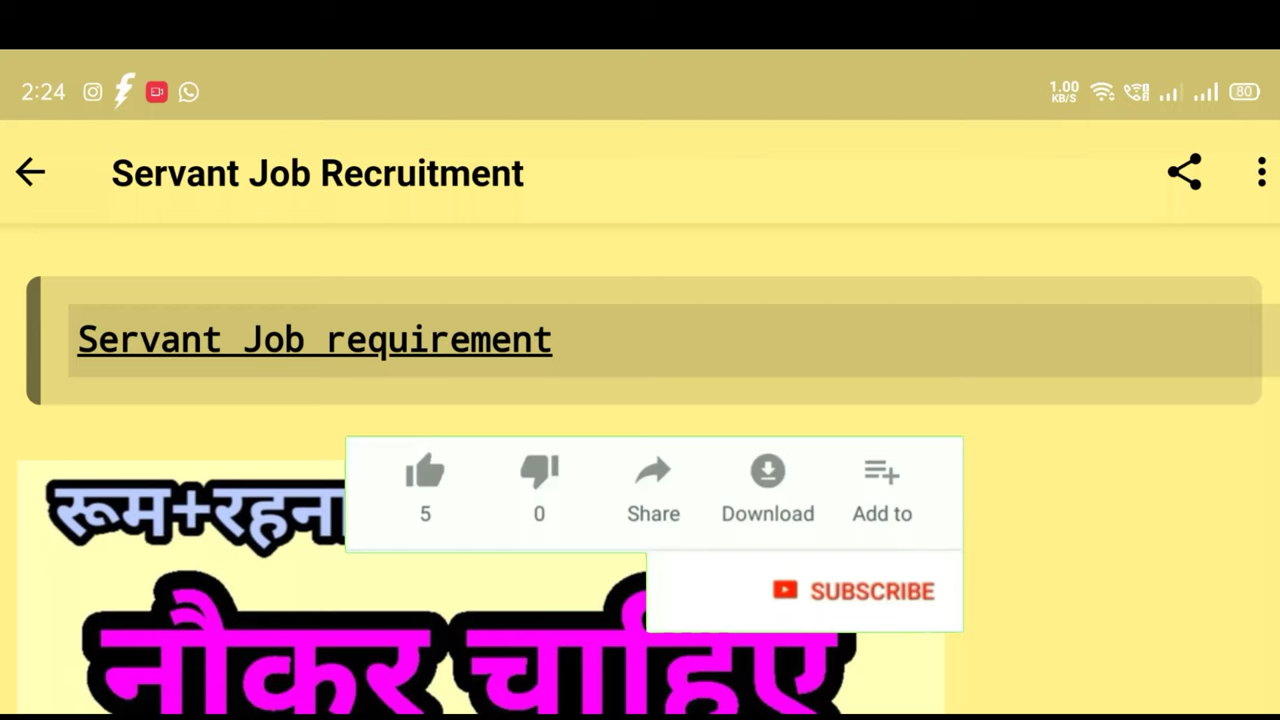 2:24
1.00
KB/S
80
Servant Job Recruitment
Servant Job requirement
रूम+रहना
5
0
Share
Download
Add to
SUBSCRIBE
नौकर चाहिए